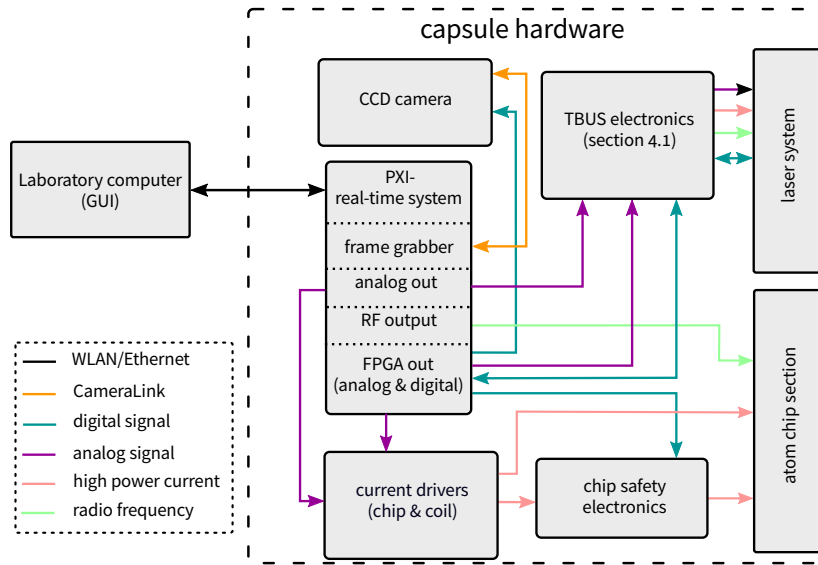 capsule hardware
CCD camera
TBUS electronics
(section 4.1)
laser system
Laboratory computer
(GUI)
PXI-
real-time system
frame grabber
analog out
RF output
FPGA out
(analog & digital)
atom chip section
WLAN/Ethernet
CameraLink
digital signal
analog signal
high power current
radio frequency
current drivers
(chip & coil)
chip safety
electronics